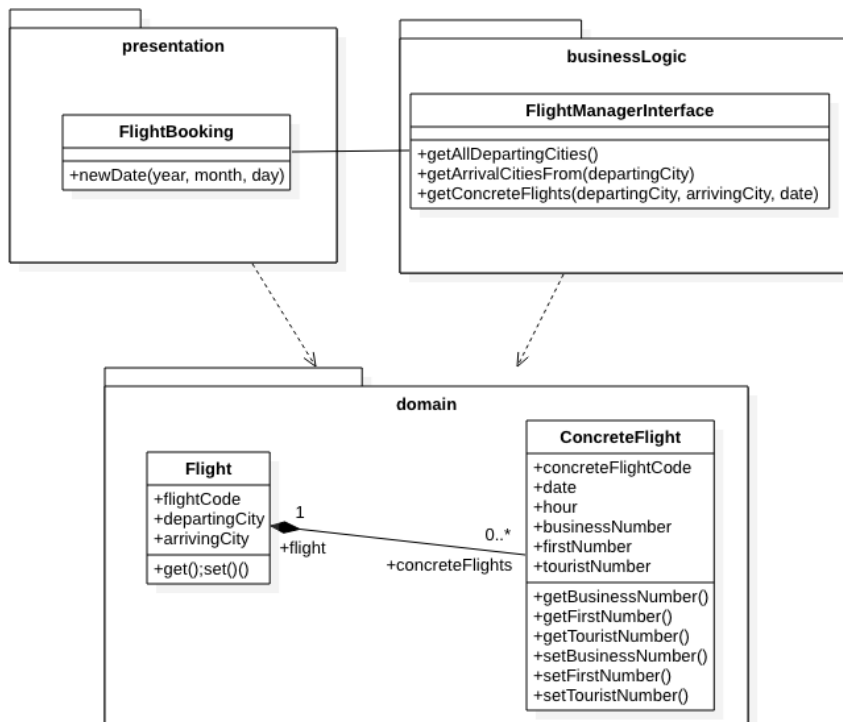 presentation
FlightBooking
+newDate(year, month, day)
businessLogic
FlightManagerInterface
+getAllDepartingCities()
+getArrivalCitiesFrom(departingCity)
+getConcreteFlights(departingCity, arrivingCity, date)
domain
Flight
+flightCode
+departingCity
+arrivingCity
+get();set()()
1
+flight
0..*
+concreteFlights
ConcreteFlight
+concreteFlightCode
+date
+hour
+businessNumber
+firstNumber
+touristNumber
+getBusinessNumber()
+getFirstNumber()
+getTouristNumber()
+setBusinessNumber()
+setFirstNumber()
+setTouristNumber()